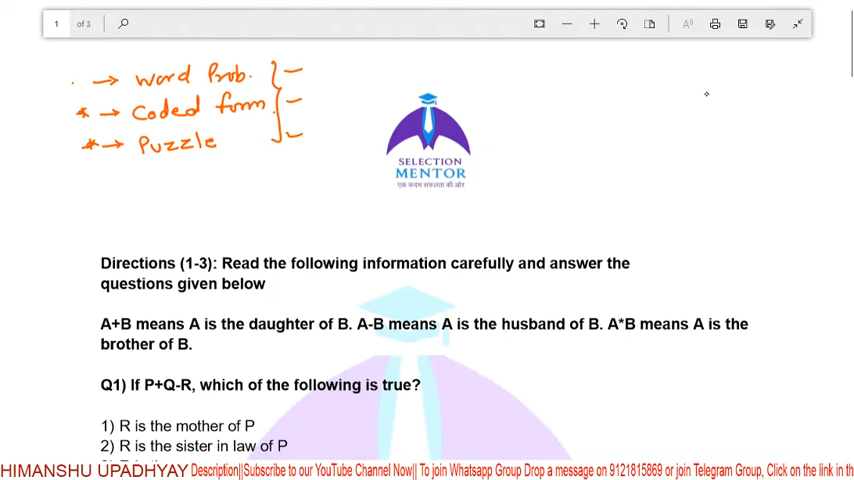 1 of 3
→ Word Prob.
* → Coded form
* → Puzzle
SELECTION
MENTOR
एक कदम सफलता की ओर
Directions (1-3): Read the following information carefully and answer the
questions given below
A+B means A is the daughter of B. A-B means A is the husband of B. A*B means A is the
brother of B.
Q1) If P+Q-R, which of the following is true?
1) R is the mother of P
2) R is the sister in law of P
HIMANSHU UPADHYAY Description||Subscribe to our YouTube Channel Now|| To join Whatsapp Group Drop a message on 9121815869 or join Telegram Group, Click on the link in th